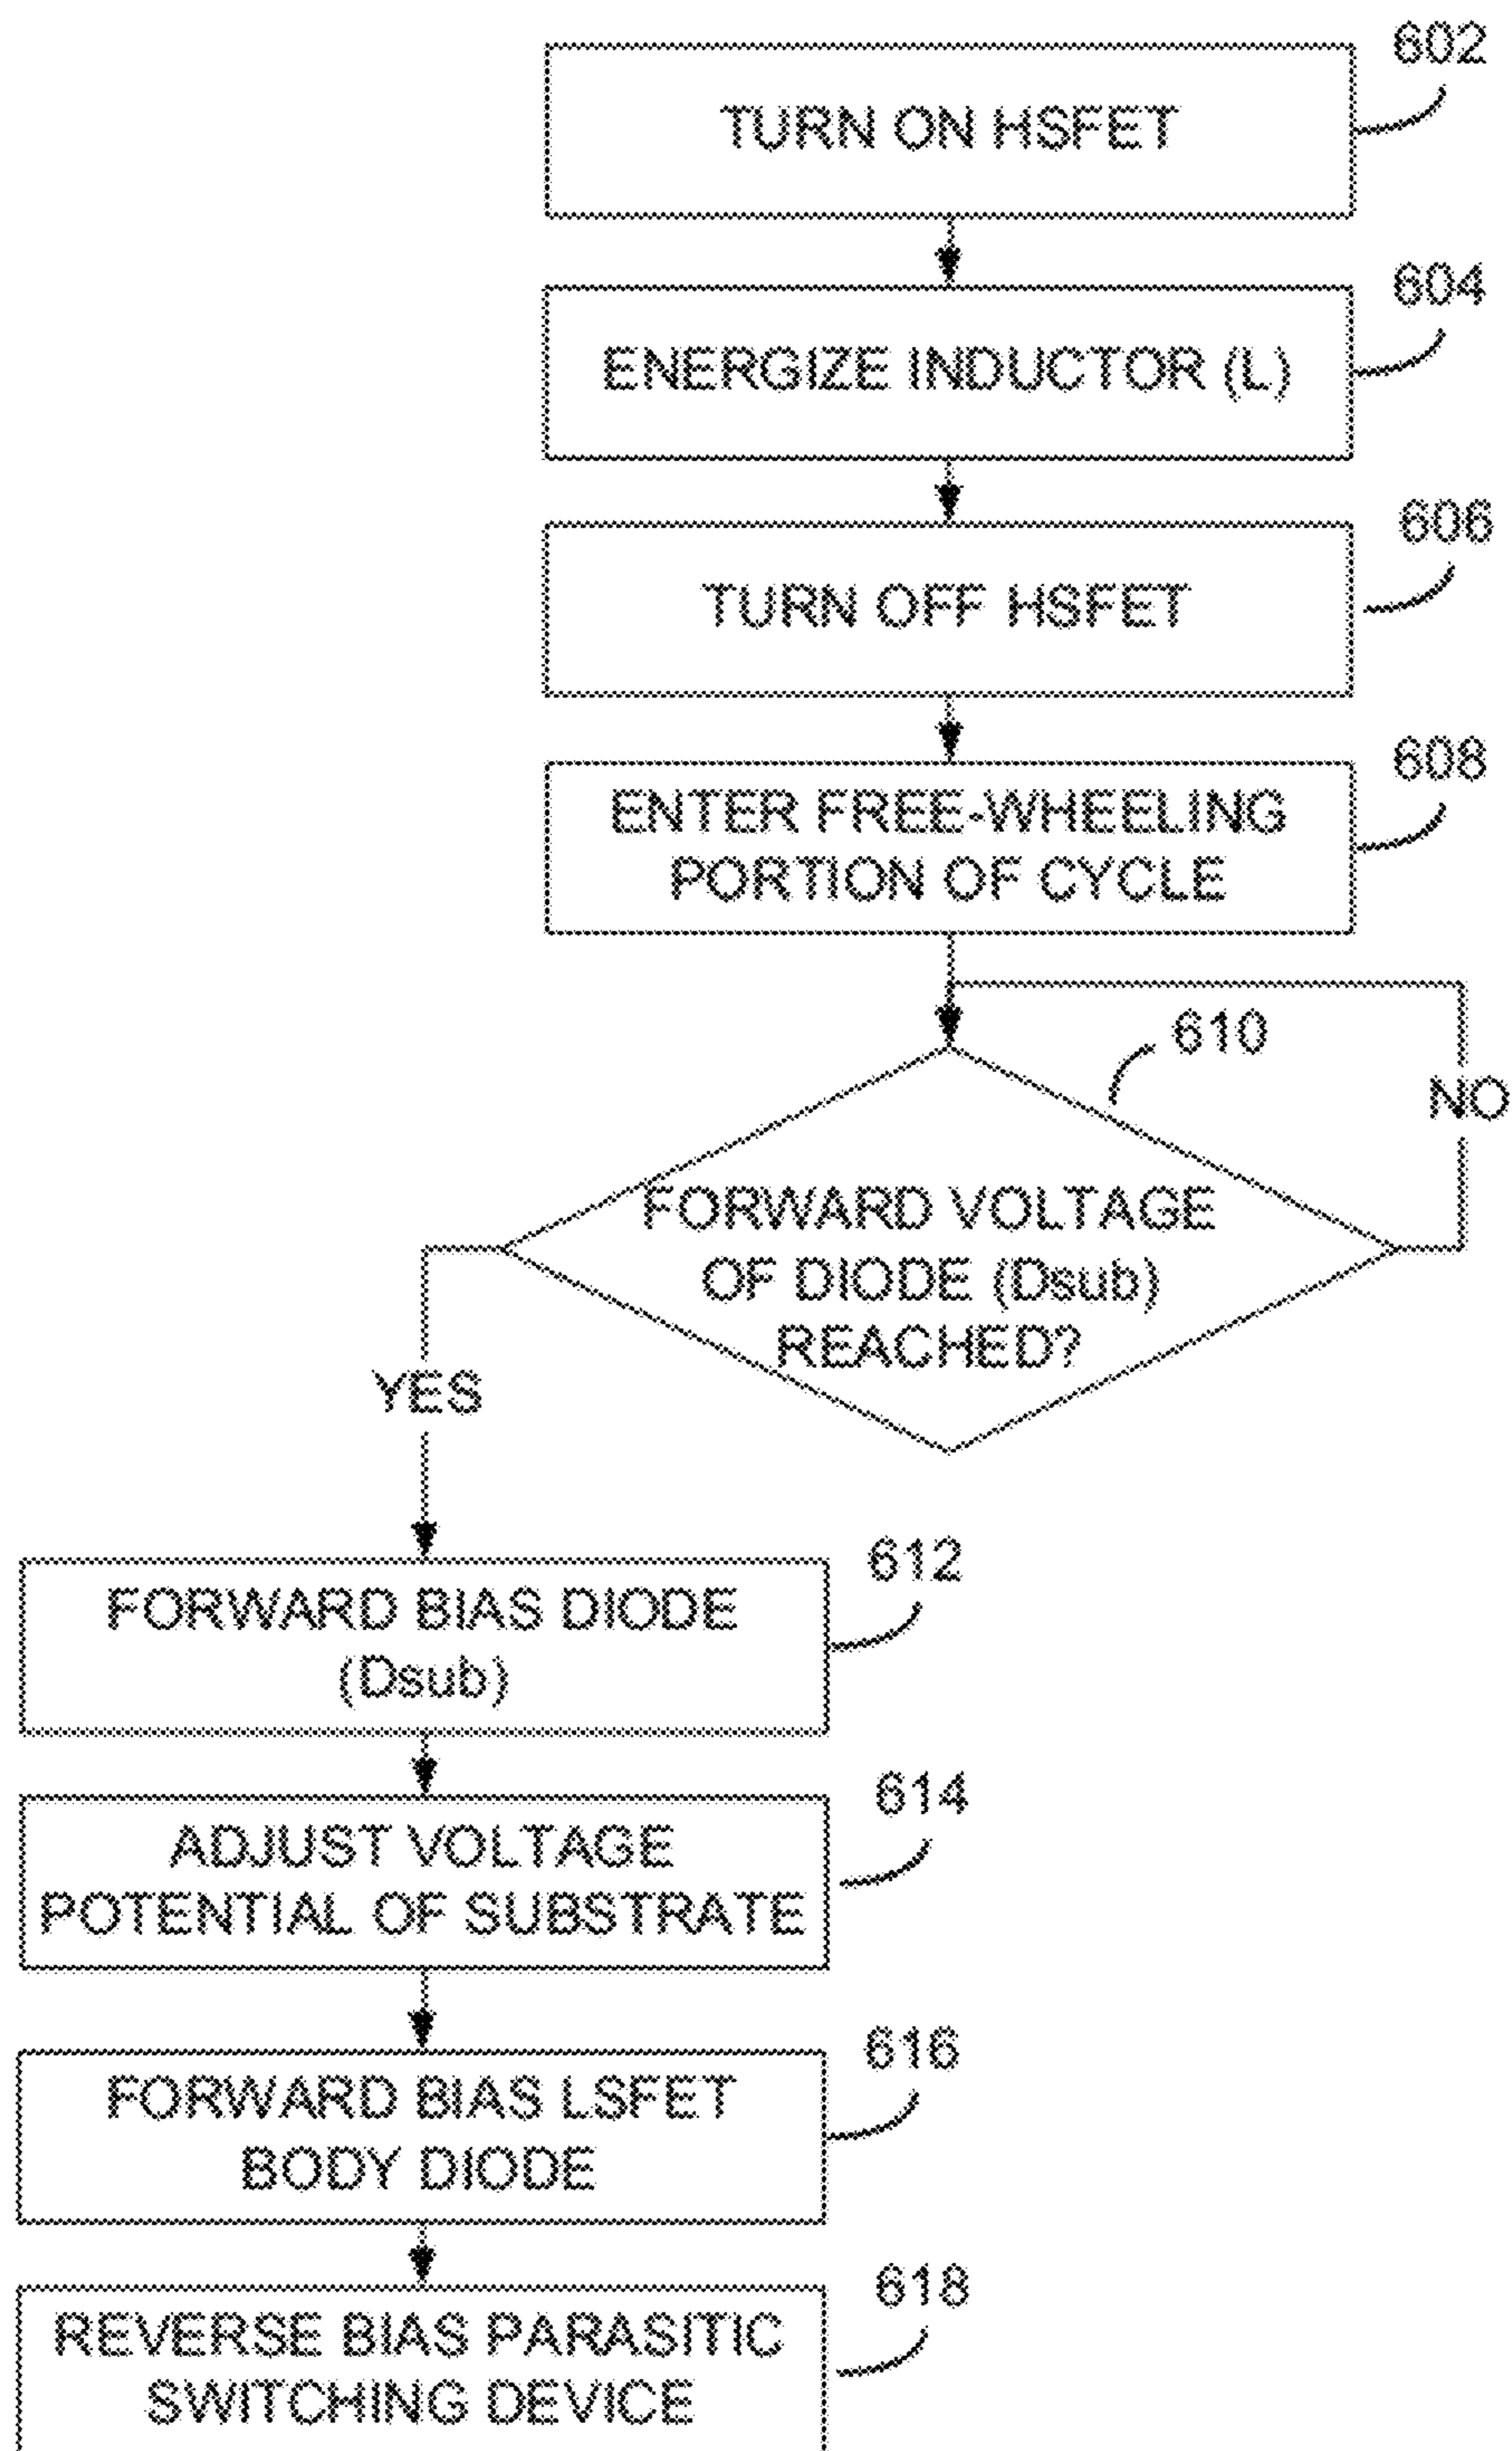 602
TURN ON HSFET
604
ENERGIZE INDUCTOR (L)
606
TURN OFF HSFET
608
ENTER FREE-WHEELING
PORTION OF CYCLE
610
NO
FORWARD VOLTAGE
OF DIODE (Dsub)
REACHED?
YES
612
FORWARD BIAS DIODE
(Dsub)
614
ADJUST VOLTAGE
POTENTIAL OF SUBSTRATE
616
FORWARD BIAS LSFET
BODY DIODE
618
REVERSE BIAS PARASITIC
SWITCHING DEVICE